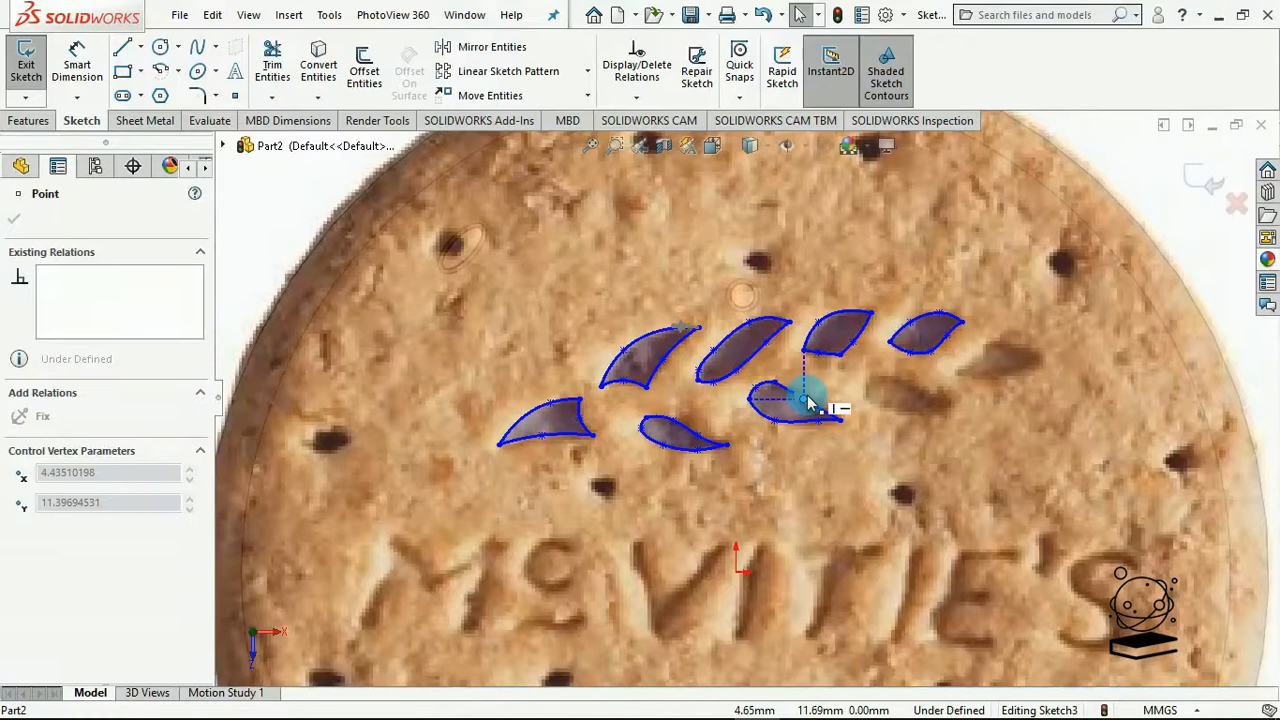 SOLIDWORKS File Edit View Insert Tools PhotoView 360 Window Help Sket... Search files and models
Exit Sketch Smart Dimension Trim Entities Convert Entities Offset Entities Offset On Surface Mirror Entities Linear Sketch Pattern Move Entities Display/Delete Relations Repair Sketch Quick Snaps Rapid Sketch Instant2D Shaded Sketch Contours
Features Sketch Sheet Metal Evaluate MBD Dimensions Render Tools SOLIDWORKS Add-Ins MBD SOLIDWORKS CAM SOLIDWORKS CAM TBM SOLIDWORKS Inspection
Part2 (Default<<Default>...
Point
Existing Relations
Under Defined
Add Relations
Fix
Control Vertex Parameters
4.43510198
11.39694531
McVITIE'S
X
Z
Model 3D Views Motion Study 1
Part2 4.65mm 11.69mm 0.00mm Under Defined Editing Sketch3 MMGS